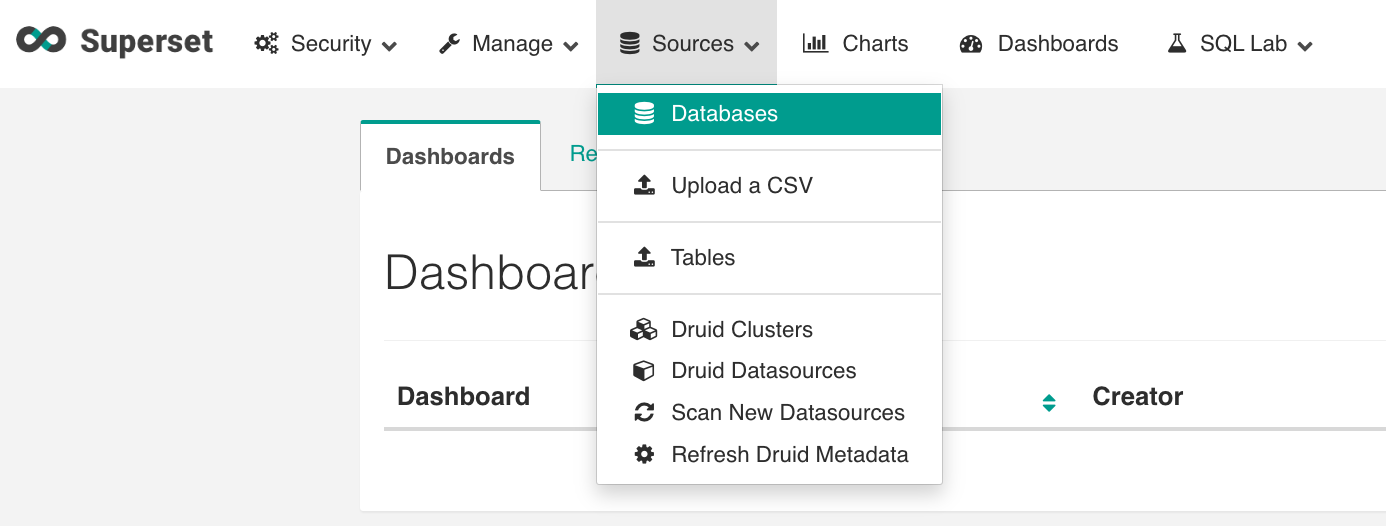 Superset Security Manage Sources Charts Dashboards SQL Lab
Databases
Dashboards Re
Upload a CSV
Tables
Dashboar
Druid Clusters
Druid Datasources
Dashboard Creator
Scan New Datasources
Refresh Druid Metadata